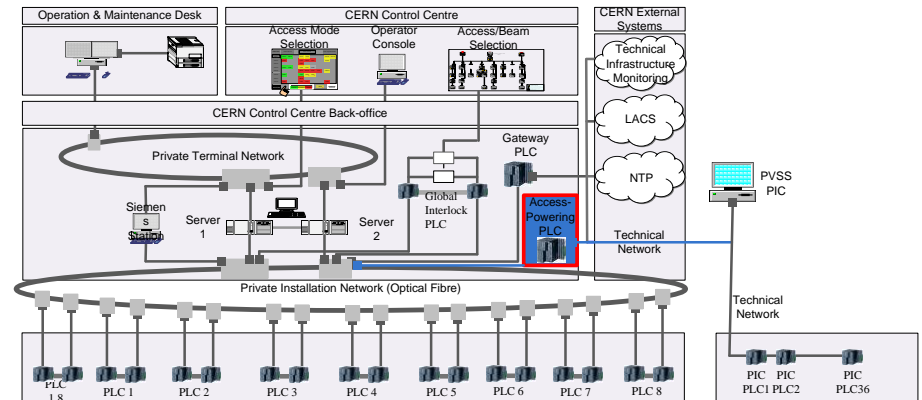 Operation & Maintenance Desk
CERN Control Centre
CERN External
Systems
Access Mode
Selection
Operator
Console
Access/Beam
Selection
Technical
Infrastructure
Monitoring
CERN Control Centre Back-office
LACS
Private Terminal Network
Gateway
PLC
NTP
PVSS
PIC
Siemen
s
Station
Server
1
Server
2
Global
Interlock
PLC
Access-
Powering
PLC
Technical
Network
Private Installation Network (Optical Fibre)
Technical
Network
PLC
1.8
PLC 1
PLC 2
PLC 3
PLC 4
PLC 5
PLC 6
PLC 7
PLC 8
PIC
PLC1
PIC
PLC2
PIC
PLC36